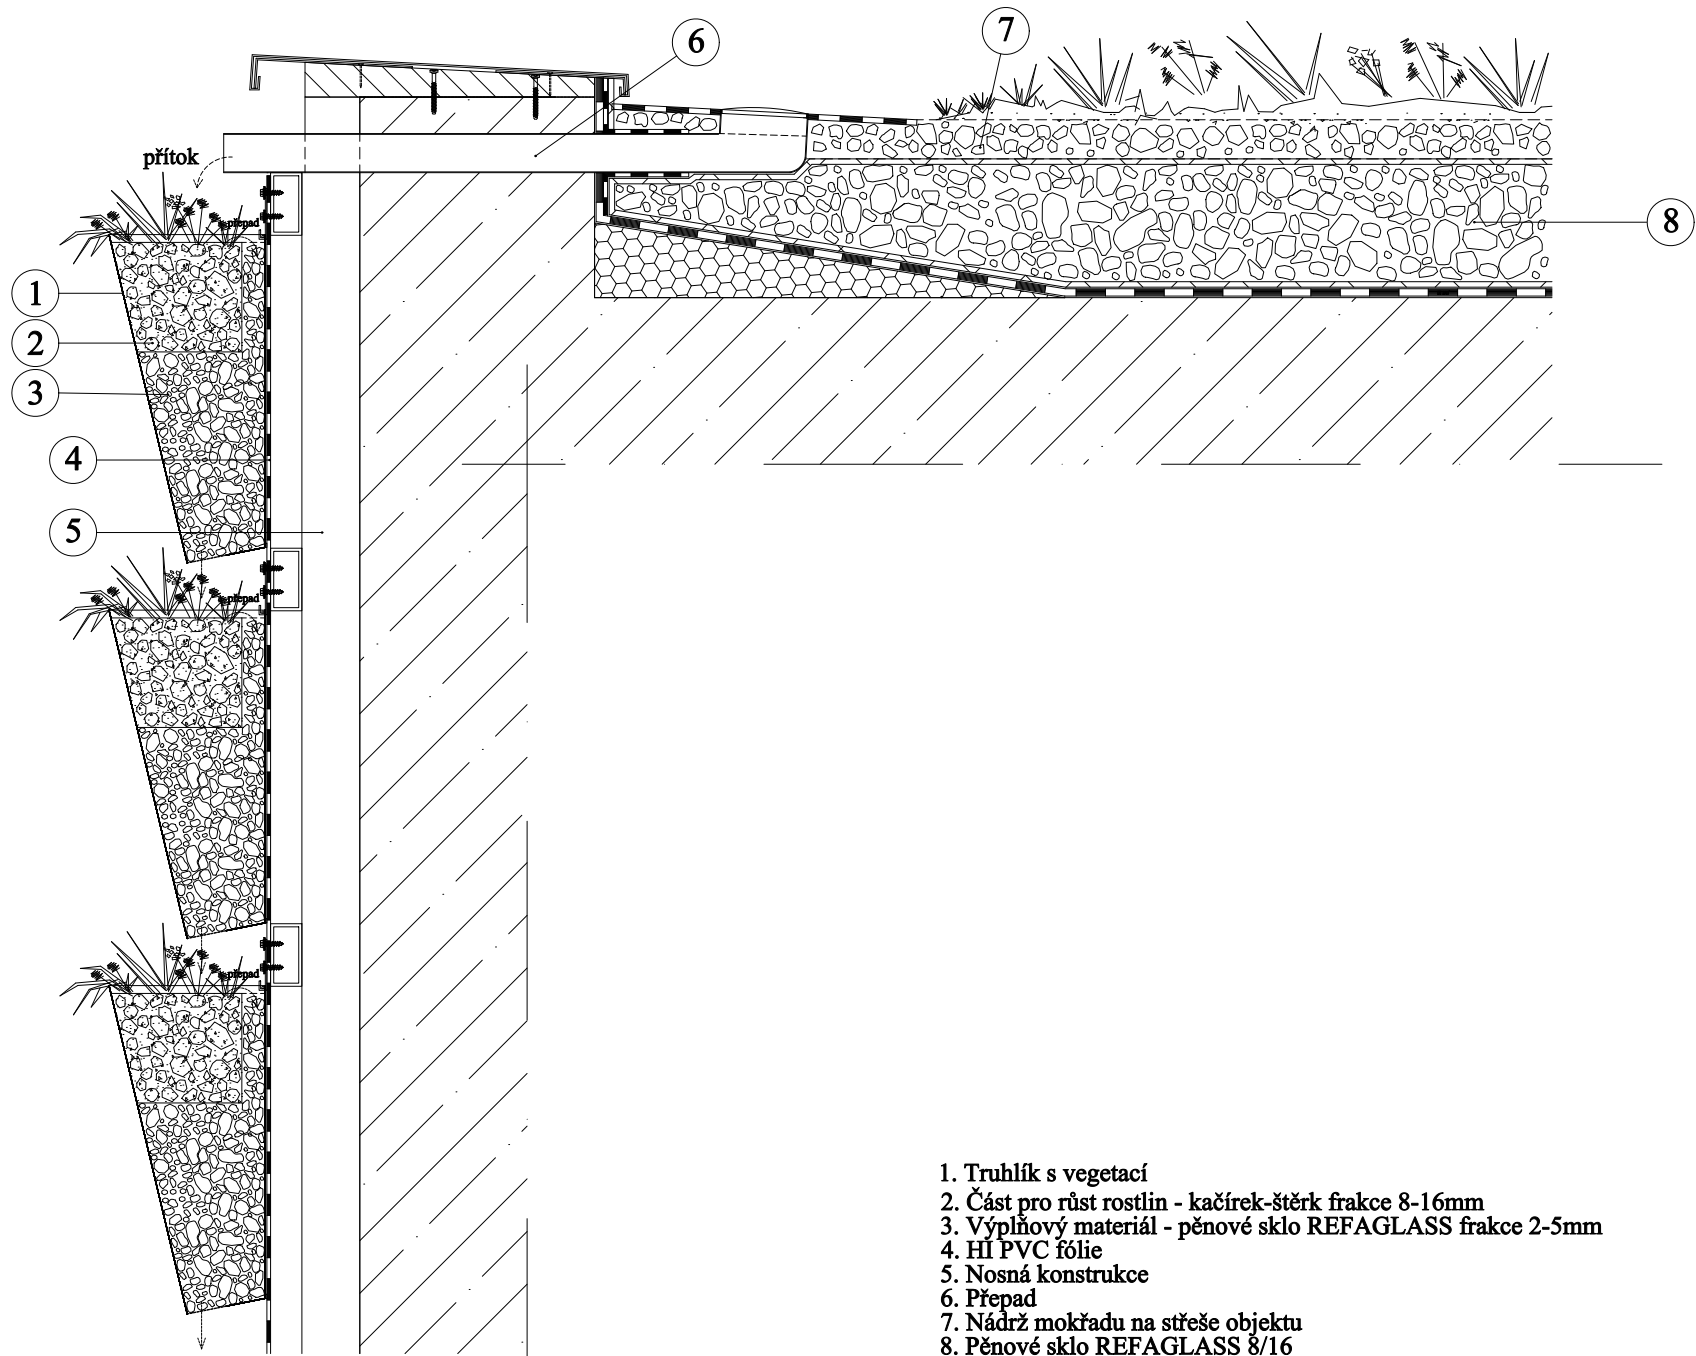 6
7
přítok
přepad
8
1
2
3
4
5
přepad
přepad
1. Truhlík s vegetací
2. Část pro růst rostlin - kačírek-štěrk frakce 8-16mm
3. Výplňový materiál - pěnové sklo REFAGLASS frakce 2-5mm
4. HI PVC fólie
5. Nosná konstrukce
6. Přepad
7. Nádrž mokřadu na střeše objektu
8. Pěnové sklo REFAGLASS 8/16